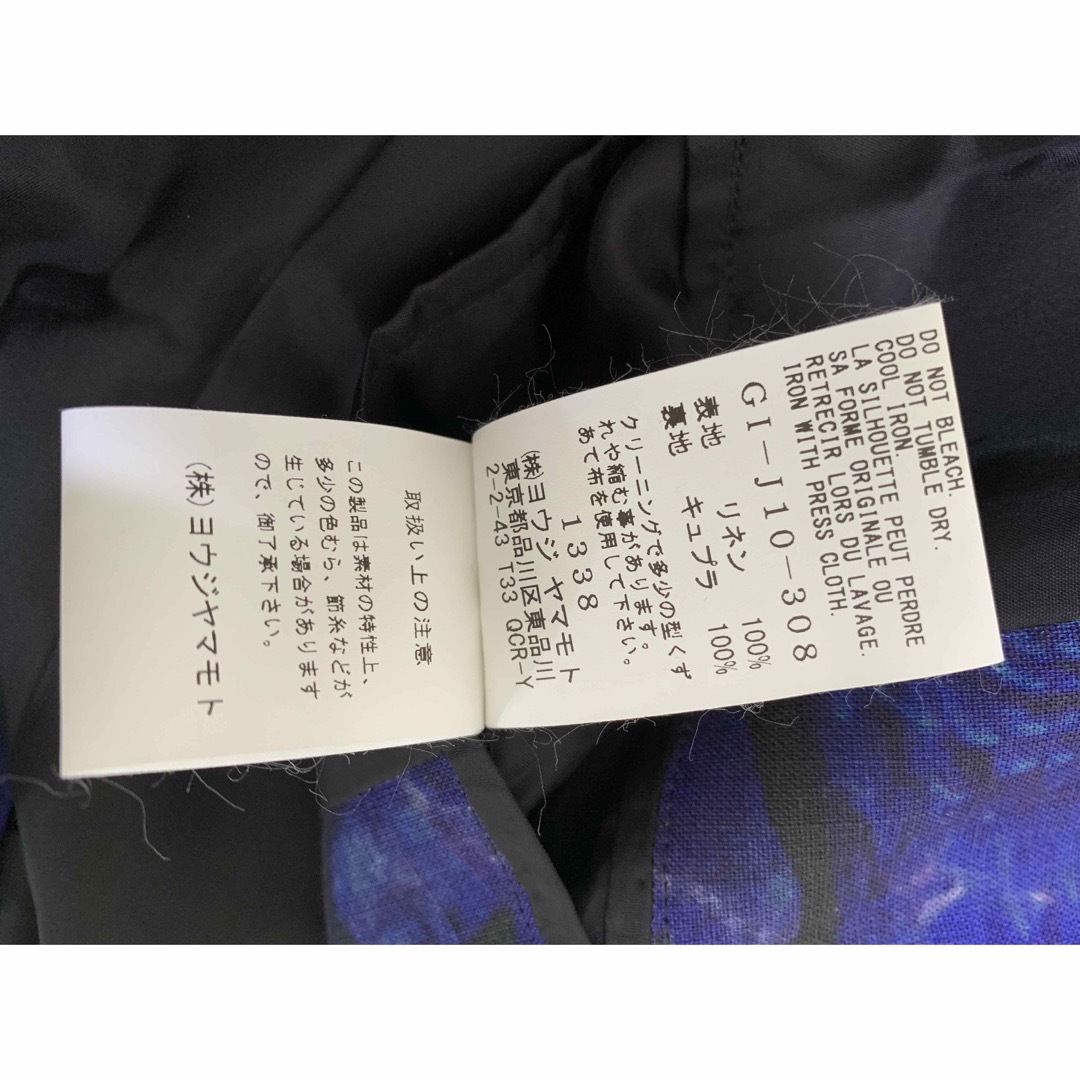 DO NOT BLEACH.
DO NOT TUMBLE DRY.
COOL IRON.
LA SILHOUETTE PEUT PERDRE
SA FORME ORIGINALE OU
RETRECIR LORS DU LAVAGE.
IRON WITH PRESS CLOTH.
GI-J10-308
表地 リネン 100%
裏地 キュプラ 100%
クリーニングで多少の型くず
れや縮む事があります。
あて布を使用して下さい。
1338
(株)ヨウジヤマモト
東京都品川区東品川
2-2-43 T33 QCR-Y
取扱い上の注意
この製品は素材の特性上、
多少の色むら、節糸などが
生じている場合があります
ので、御了承下さい。
(株)ヨウジヤマモト